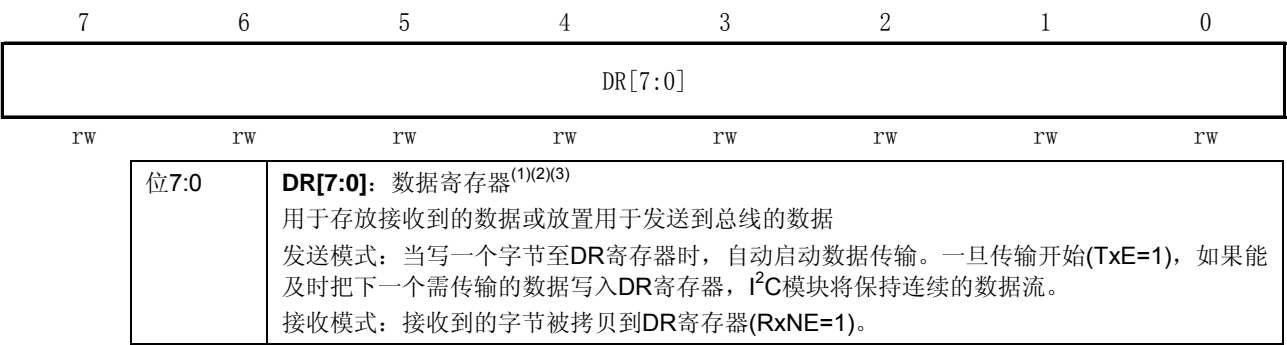 7 6 5 4 3 2 1 0
DR[7:0]
rw rw rw rw rw rw rw rw
位7:0 DR[7:0]：数据寄存器(1)(2)(3)
用于存放接收到的数据或放置用于发送到总线的数据
发送模式：当写一个字节至DR寄存器时，自动启动数据传输。一旦传输开始(TxE=1)，如果能
及时把下一个需传输的数据写入DR寄存器，I²C模块将保持连续的数据流。
接收模式：接收到的字节被拷贝到DR寄存器(RxNE=1)。